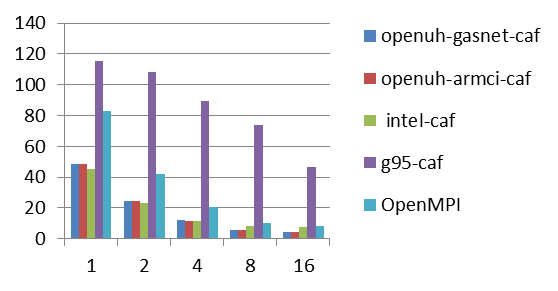 140
120
100
80
60
40
20
0
1 2 4 8 16
openuh-gasnet-caf
openuh-armci-caf
intel-caf
g95-caf
OpenMPI